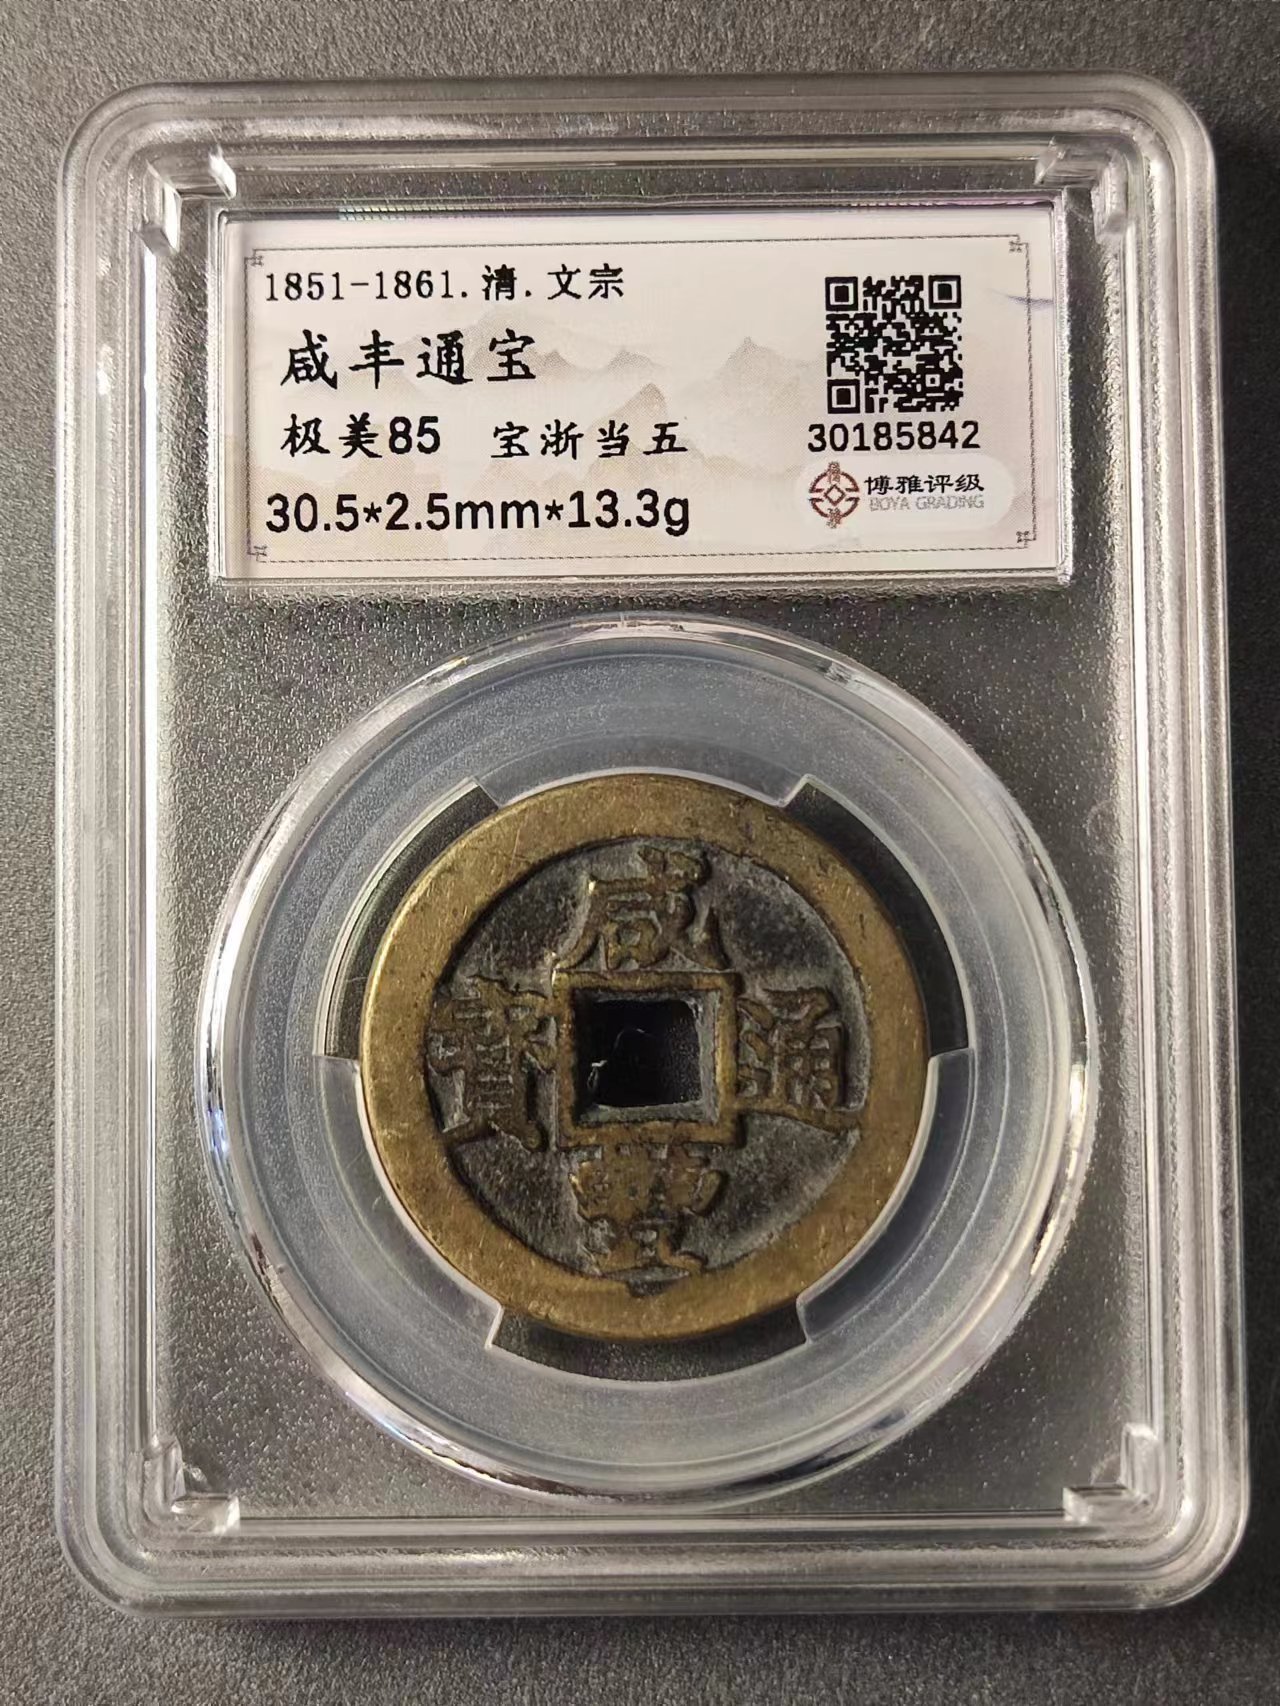 1851-1861.清.文宗
咸丰通宝
极美85 宝浙当五
30185842
30.5*2.5mm*13.3g
博雅评级
BOYA GRADING
咸
寶 通
豐